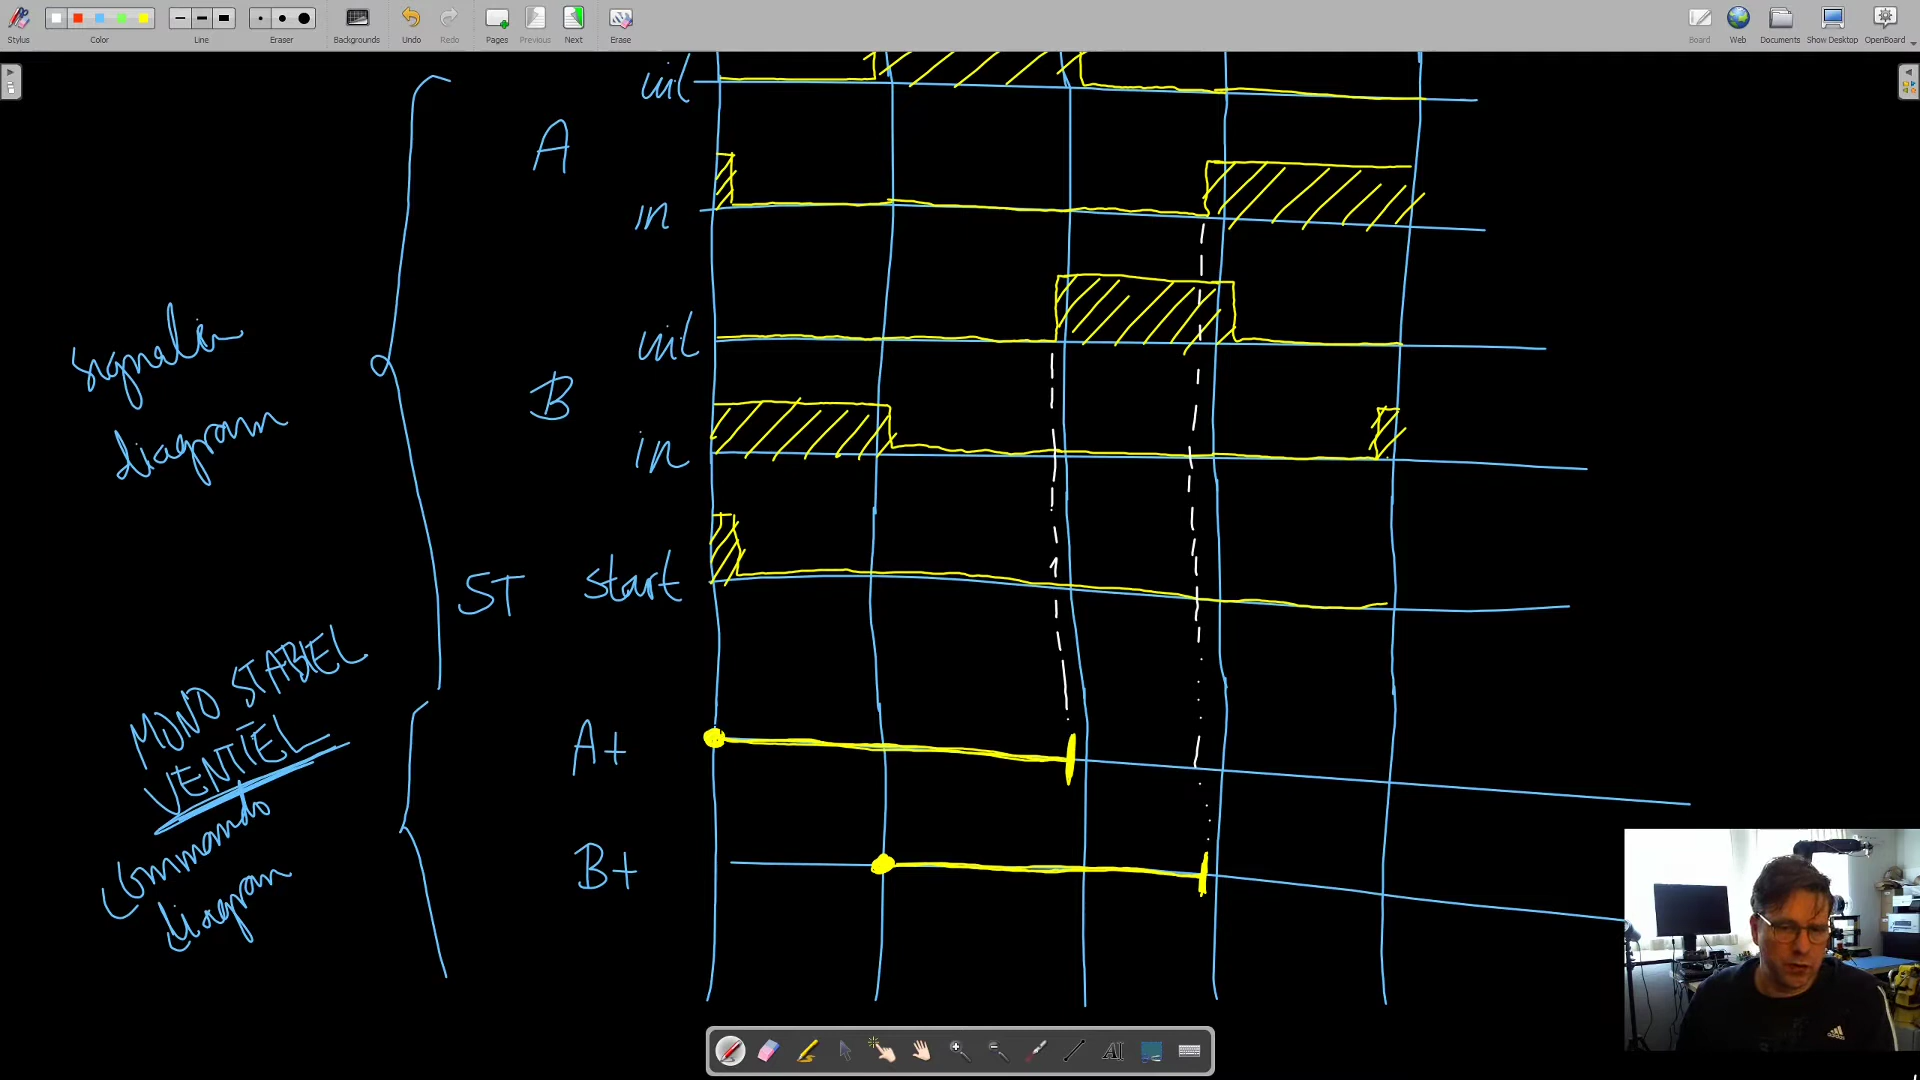 Stylus
Color
Line
Eraser
Backgrounds
Undo
Redo
Pages
Previous
Next
Erase
Board
Web
Documents
Show Desktop
OpenBoard
uit
A
in
uit
signalen
diagram
B
in
ST start
MONO STABIEL
VENTIEL
A+
Commando
diagram
B+
adidas